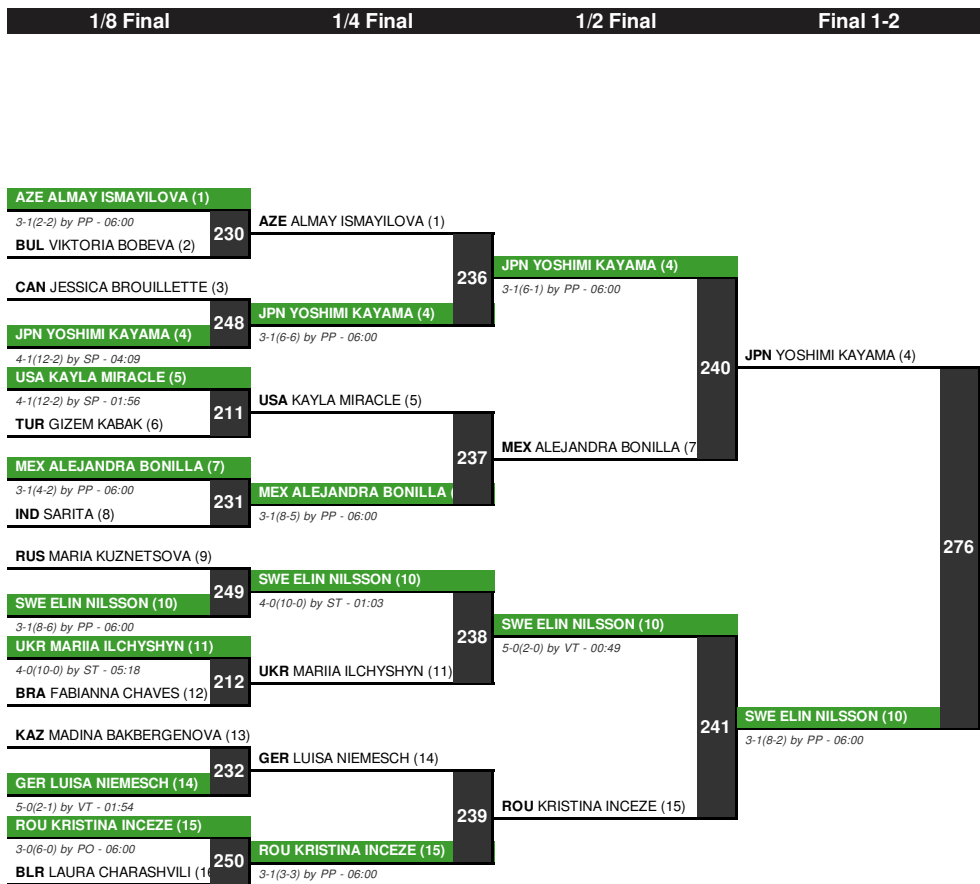 1/8 Final 1/4 Final 1/2 Final Final 1-2
AZE ALMAY ISMAYILOVA (1)
3-1(2-2) by PP - 06:00
230
BUL VIKTORIA BOBEVA (2)
CAN JESSICA BROUILLETTE (3)
248
JPN YOSHIMI KAYAMA (4)
4-1(12-2) by SP - 04:09
USA KAYLA MIRACLE (5)
4-1(12-2) by SP - 01:56
211
TUR GIZEM KABAK (6)
MEX ALEJANDRA BONILLA (7)
3-1(4-2) by PP - 06:00
231
IND SARITA (8)
RUS MARIA KUZNETSOVA (9)
249
SWE ELIN NILSSON (10)
3-1(8-6) by PP - 06:00
UKR MARIIA ILCHYSHYN (11)
4-0(10-0) by ST - 05:18
212
BRA FABIANNA CHAVES (12)
KAZ MADINA BAKBERGENOVA (13)
232
GER LUISA NIEMESCH (14)
5-0(2-1) by VT - 01:54
ROU KRISTINA INCEZE (15)
3-0(6-0) by PO - 06:00
250
BLR LAURA CHARASHVILI (1
AZE ALMAY ISMAYILOVA (1)
236
JPN YOSHIMI KAYAMA (4)
3-1(6-6) by PP - 06:00
USA KAYLA MIRACLE (5)
237
MEX ALEJANDRA BONILLA (
3-1(8-5) by PP - 06:00
SWE ELIN NILSSON (10)
4-0(10-0) by ST - 01:03
238
UKR MARIIA ILCHYSHYN (11)
GER LUISA NIEMESCH (14)
239
ROU KRISTINA INCEZE (15)
3-1(3-3) by PP - 06:00
JPN YOSHIMI KAYAMA (4)
3-1(6-1) by PP - 06:00
240
MEX ALEJANDRA BONILLA (7
SWE ELIN NILSSON (10)
5-0(2-0) by VT - 00:49
241
ROU KRISTINA INCEZE (15)
JPN YOSHIMI KAYAMA (4)
276
SWE ELIN NILSSON (10)
3-1(8-2) by PP - 06:00